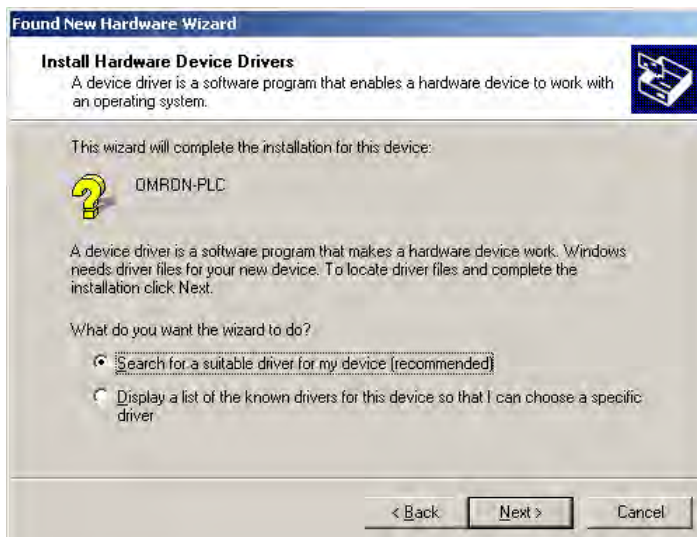 Found New Hardware Wizard
Install Hardware Device Drivers
A device driver is a software program that enables a hardware device to work with
an operating system.
This wizard will complete the installation for this device:
OMRON-PLC
A device driver is a software program that makes a hardware device work. Windows
needs driver files for your new device. To locate driver files and complete the
installation click Next.
What do you want the wizard to do?
Search for a suitable driver for my device (recommended)
Display a list of the known drivers for this device so that I can choose a specific
driver
< Back Next > Cancel